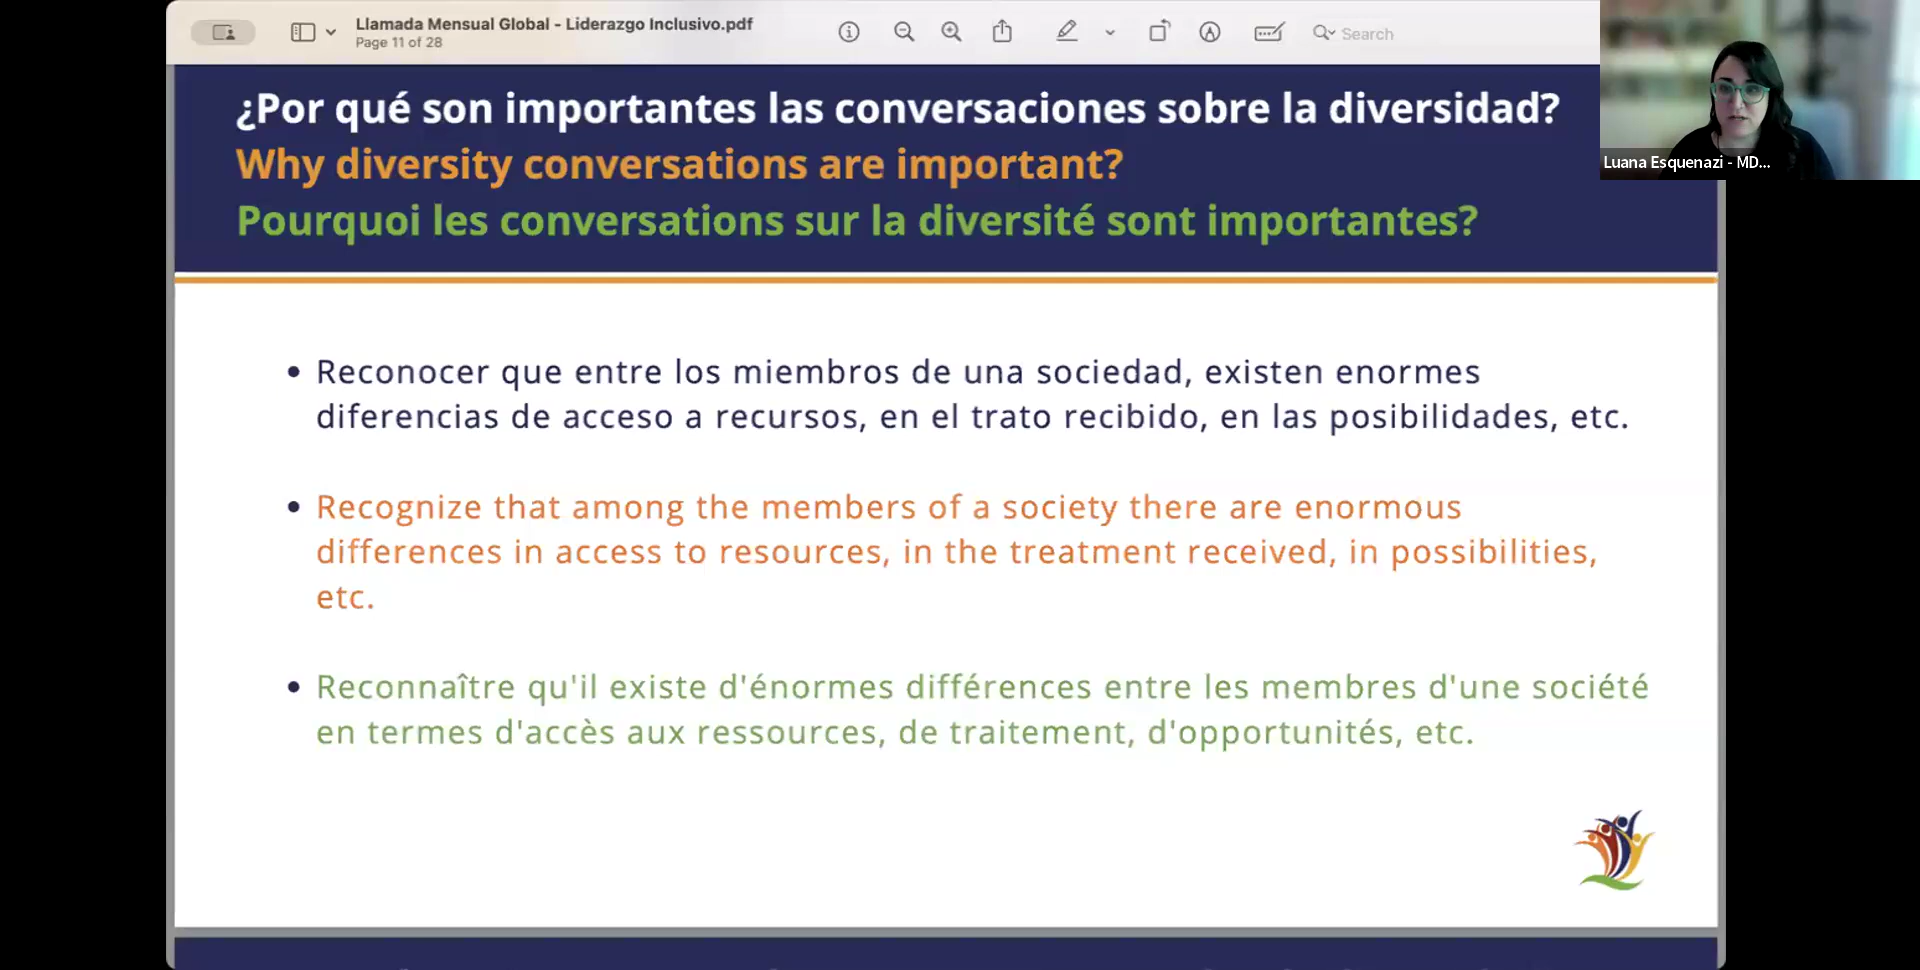 Llamada Mensual Global - Liderazgo Inclusivo.pdf
Page 11 of 28
Search
¿Por qué son importantes las conversaciones sobre la diversidad?
Why diversity conversations are important?
Pourquoi les conversations sur la diversité sont importantes?
Luana Esquenazi - MD...
• Reconocer que entre los miembros de una sociedad, existen enormes
diferencias de acceso a recursos, en el trato recibido, en las posibilidades, etc.
• Recognize that among the members of a society there are enormous
differences in access to resources, in the treatment received, in possibilities,
etc.
• Reconnaître qu'il existe d'énormes différences entre les membres d'une société
en termes d'accès aux ressources, de traitement, d'opportunités, etc.